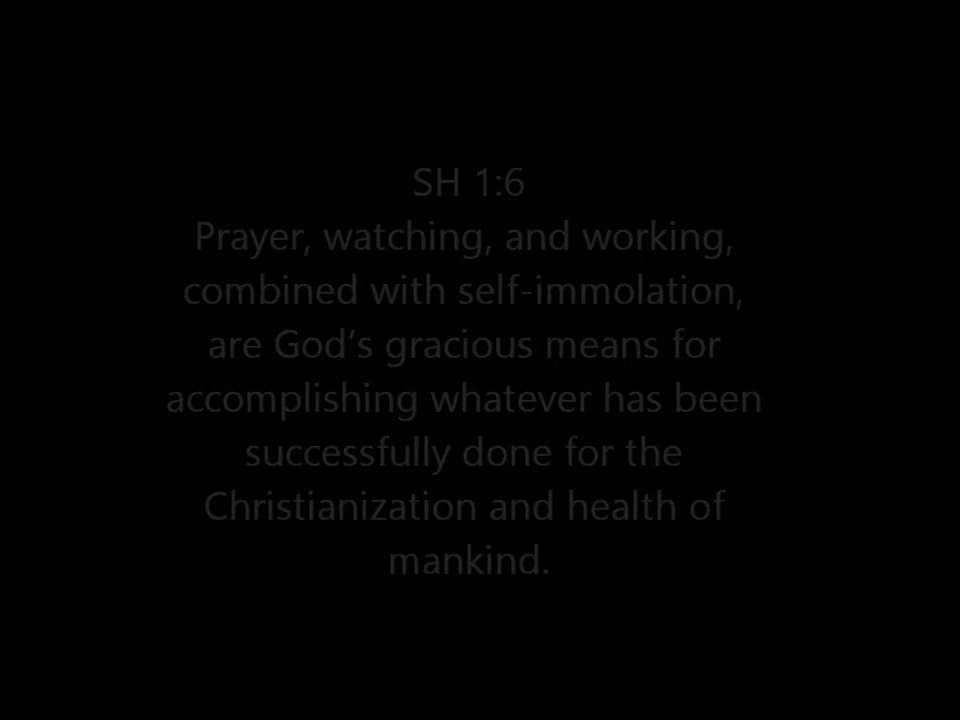 SH 1:6
Prayer, watching, and working,
combined with self-immolation,
are God’s gracious means for
accomplishing whatever has been
successfully done for the
Christianization and health of
mankind.